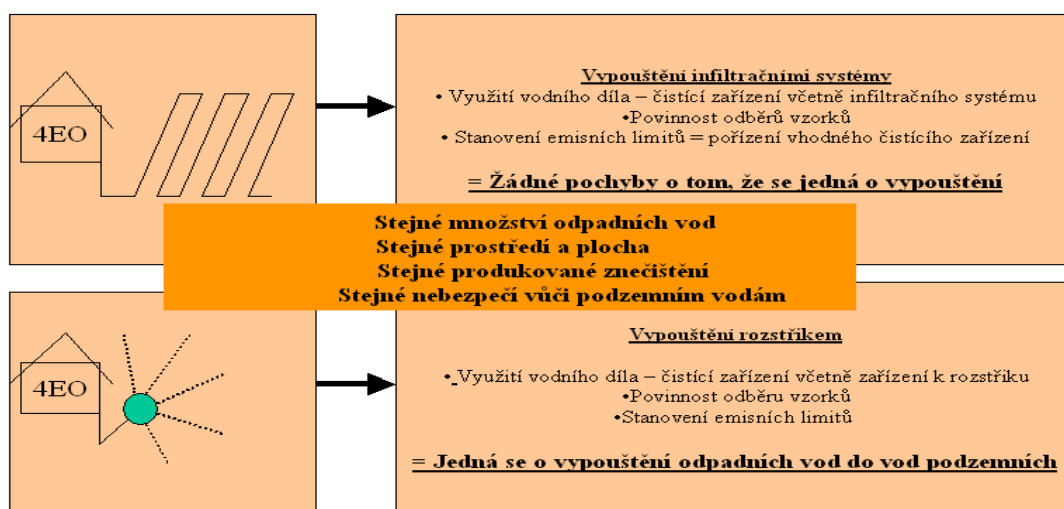 4EO
Vypouštění infiltračními systémy
• Využití vodního díla – čistící zařízení včetně infiltračního systému
•Povinnost odběrů vzorků
• Stanovení emisních limitů = pořízení vhodného čistícího zařízení
= Žádné pochyby o tom, že se jedná o vypouštění
Stejné množství odpadních vod
Stejné prostředí a plocha
Stejné produkované znečištění
Stejné nebezpečí vůči podzemním vodám
4EO
Vypouštění rozstřikem
• Využití vodního díla – čistící zařízení včetně zařízení k rozstřiku
•Povinnost odběru vzorků
•Stanovení emisních limitů
= Jedná se o vypouštění odpadních vod do vod podzemních